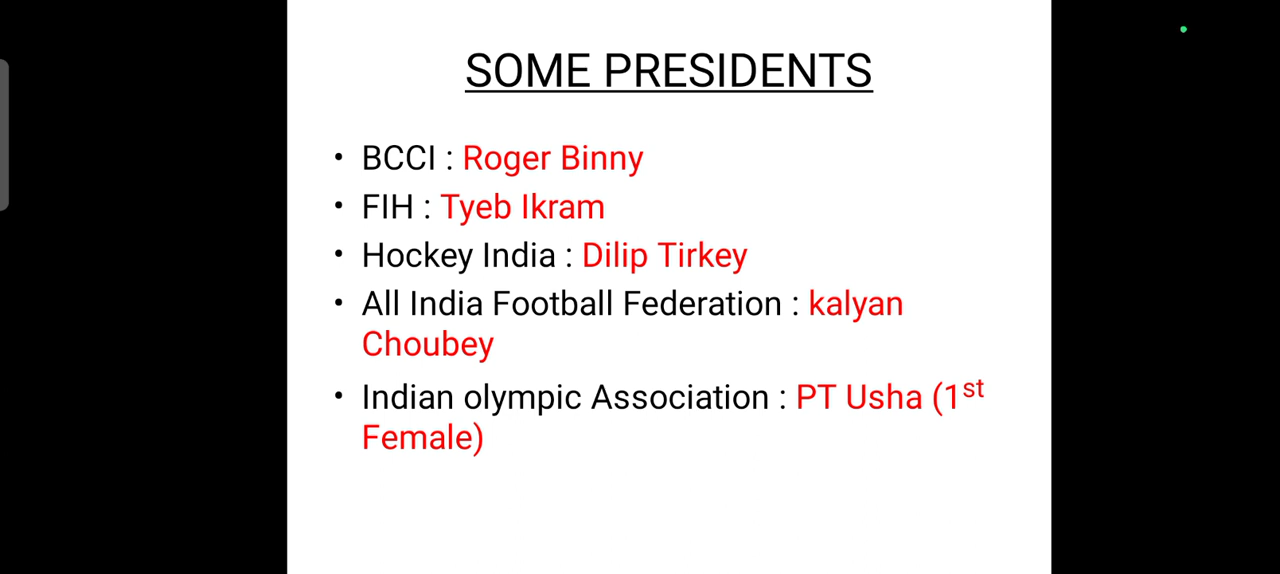 SOME PRESIDENTS
• BCCI : Roger Binny
• FIH : Tyeb Ikram
• Hockey India : Dilip Tirkey
• All India Football Federation : kalyan
Choubey
• Indian olympic Association : PT Usha (1st
Female)